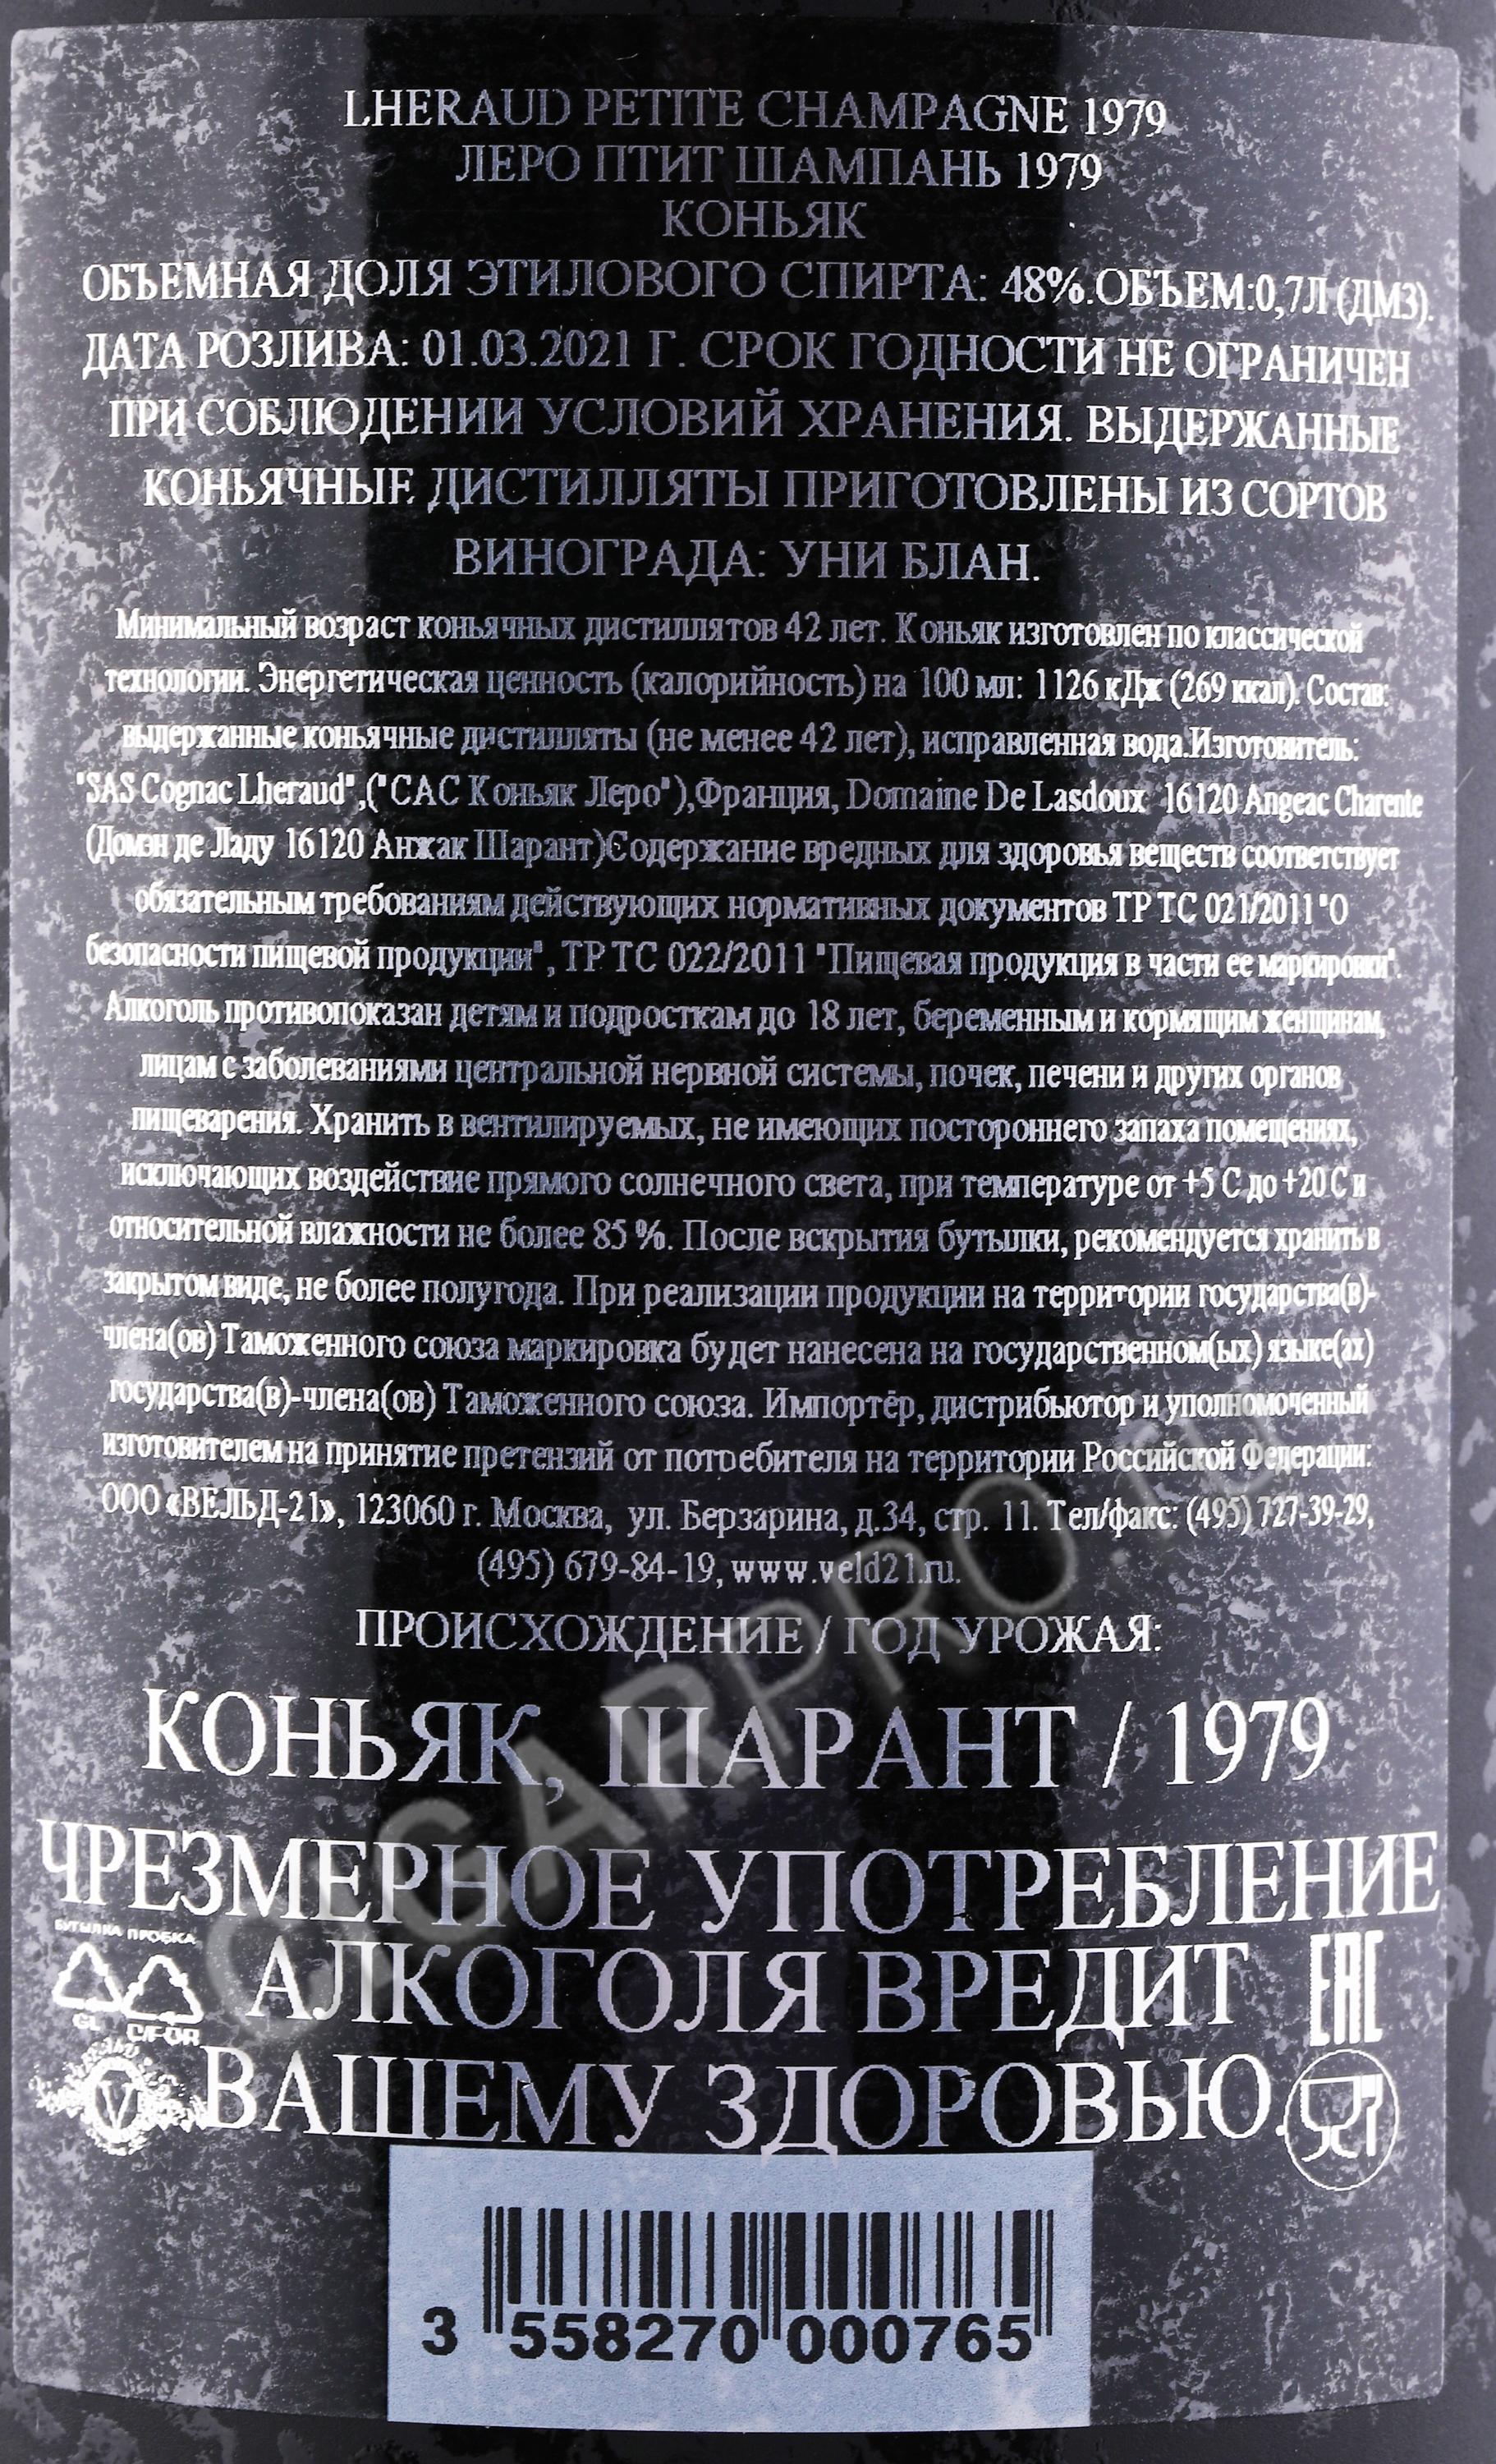 LHERAUD PETITE CHAMPAGNE 1979
ЛЕРО ПТИТ ШАМПАНЬ 1979
КОНЬЯК
ОБЪЕМНАЯ ДОЛЯ ЭТИЛОВОГО СПИРТА: 48%.ОБЪЕМ:0,7Л (ДМ3).
ДАТА РОЗЛИВА: 01.03.2021 Г. СРОК ГОДНОСТИ НЕ ОГРАНИЧЕН
ПРИ СОБЛЮДЕНИИ УСЛОВИЙ ХРАНЕНИЯ. ВЫДЕРЖАННЫЕ
КОНЬЯЧНЫЕ ДИСТИЛЛЯТЫ ПРИГОТОВЛЕНЫ ИЗ СОРТОВ
ВИНОГРАДА: УНИ БЛАН.
Минимальный возраст коньячных дистиллятов 42 лет. Коньяк изготовлен по классической
технологии. Энергетическая ценность (калорийность) на 100 мл: 1126 кДж (269 ккал). Состав:
выдержанные коньячные дистилляты (не менее 42 лет), исправленная вода.Изготовитель:
"SAS Cognac Lheraud",("САС Коньяк Леро"),Франция, Domaine De Lasdoux 16120 Angeac Charente
(Домэн де Ладу 16120 Анжак Шарант)Содержание вредных для здоровья веществ соответствует
обязательным требованиям действующих нормативных документов ТР ТС 021/2011 "О
безопасности пищевой продукции", ТР ТС 022/2011 "Пищевая продукция в части ее маркировки".
Алкоголь противопоказан детям и подросткам до 18 лет, беременным и кормящим женщинам,
лицам с заболеваниями центральной нервной системы, почек, печени и других органов
пищеварения. Хранить в вентилируемых, не имеющих постороннего запаха помещениях,
исключающих воздействие прямого солнечного света, при температуре от +5 С до +20 С и
относительной влажности не более 85 %. После вскрытия бутылки, рекомендуется хранить в
закрытом виде, не более полугода. При реализации продукции на территории государства(в)-
члена(ов) Таможенного союза маркировка будет нанесена на государственном(ых) языке(ах)
государства(в)-члена(ов) Таможенного союза. Импортёр, дистрибьютор и уполномоченный
изготовителем на принятие претензий от потребителя на территории Российской Федерации:
ООО «ВЕЛЬД-21», 123060 г. Москва, ул. Берзарина, д.34, стр. 11. Тел/факс: (495) 727-39-29,
(495) 679-84-19, www.veld21.ru.
ПРОИСХОЖДЕНИЕ / ГОД УРОЖАЯ:
КОНЬЯК, ШАРАНТ / 1979
ЧРЕЗМЕРНОЕ УПОТРЕБЛЕНИЕ
АЛКОГОЛЯ ВРЕДИТ
ВАШЕМУ ЗДОРОВЬЮ.
БУТЫЛКА ПРОБКА
GL C/FOR
V
EAC
CIGARPRO.RU
3 558270 000765